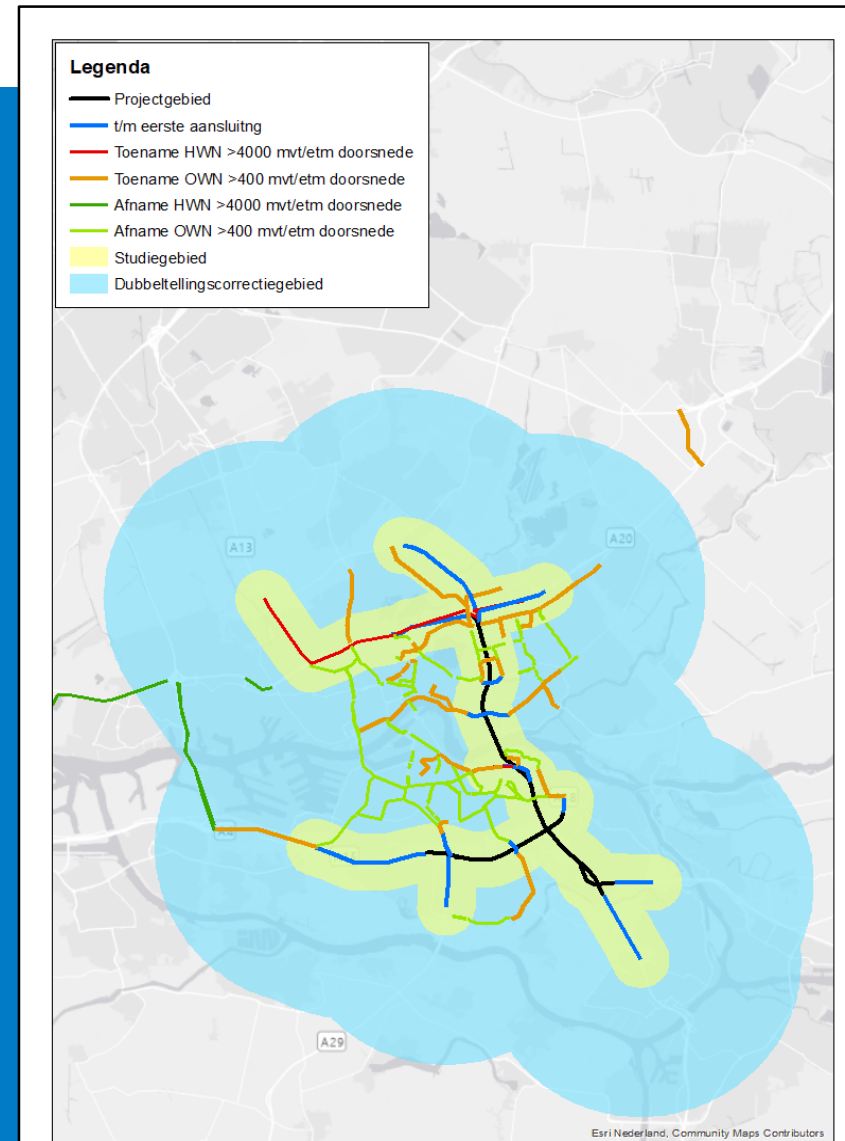 Legenda
Projectgebied
t/m eerste aansluitng
Toename HWN >4000 mvt/etm doorsnede
Toename OWN >400 mvt/etm doorsnede
Afname HWN >4000 mvt/etm doorsnede
Afname OWN >400 mvt/etm doorsnede
Studiegebied
Dubbeltellingscorrectiegebied
A13
A20
A4
A29
Esri Nederland, Community Maps Contributors